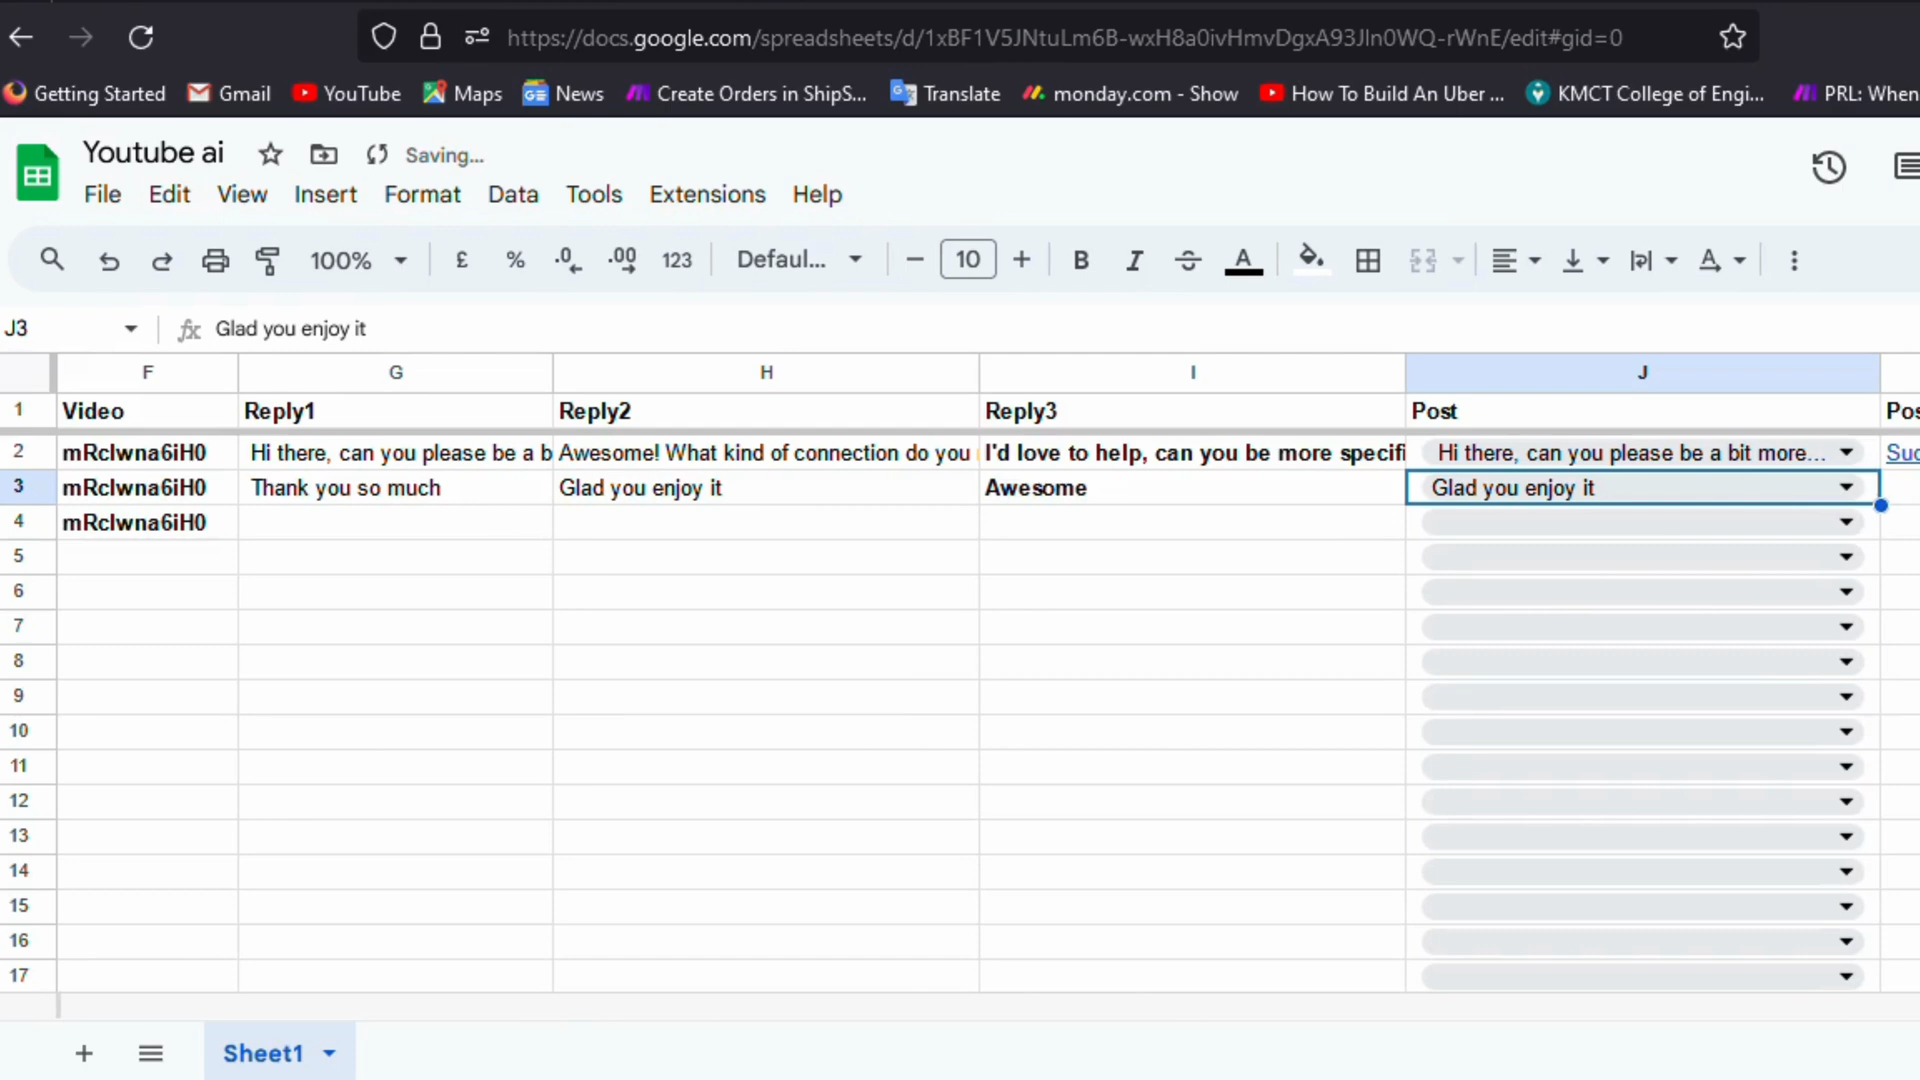 https://docs.google.com/spreadsheets/d/1xBF1V5JNtuLm6B-wxH8a0ivHmvDgxA93Jln0WQ-rWnE/edit#gid=0
Getting Started Gmail YouTube Maps News Create Orders in ShipS... Translate monday.com - Show How To Build An Uber ... KMCT College of Engi... PRL: When
Youtube ai Saving...
File Edit View Insert Format Data Tools Extensions Help
100% £ % .0 .00 123 Defaul... 10 B I S A
J3 fx Glad you enjoy it
F G H I J
1 Video Reply1 Reply2 Reply3 Post Pos
2 mRclwna6iH0 Hi there, can you please be a b Awesome! What kind of connection do you I'd love to help, can you be more specifi Hi there, can you please be a bit more... Suc
3 mRclwna6iH0 Thank you so much Glad you enjoy it Awesome Glad you enjoy it
4 mRclwna6iH0
5
6
7
8
9
10
11
12
13
14
15
16
17
Sheet1